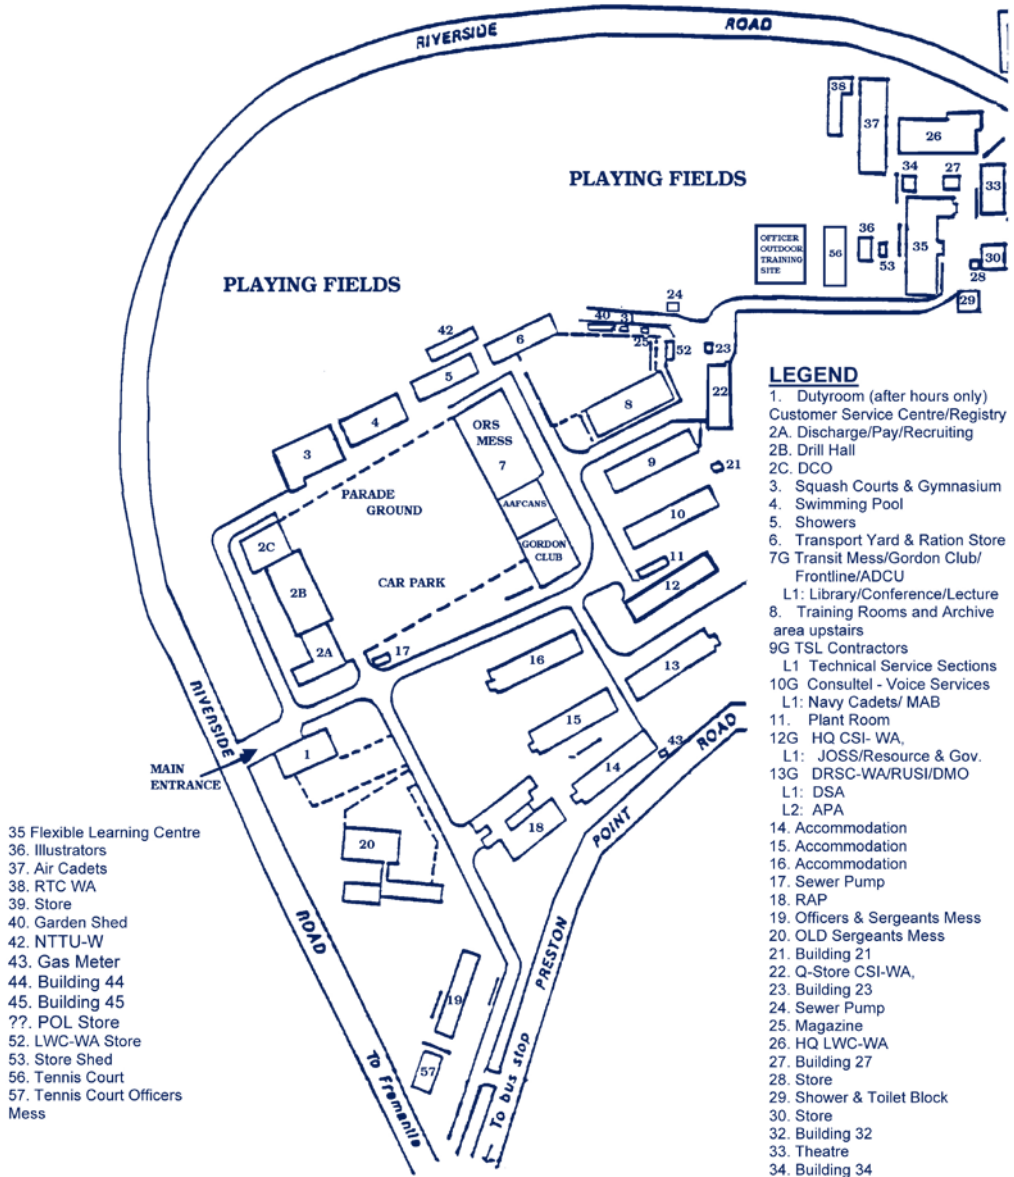 RIVERSIDE ROAD
38
37
26
34
27
33
PLAYING FIELDS
36
35
OFFICER
OUTDOOR
TRAINING
SITE
56
53
30
28
29
PLAYING FIELDS
24
40
31
25
42
6
52
23
5
22
8
4
ORS
MESS
7
3
9
21
PARADE
GROUND
AAFCANS
10
GORDON
CLUB
2C
11
CAR PARK
12
2B
2A
17
16
13
RIVERSIDE
15
43
ROAD
1
14
MAIN
ENTRANCE
POINT
18
20
ROAD
PRESTON
19
57
To Fremantle
To bus stop
LEGEND
1. Dutyroom (after hours only)
Customer Service Centre/Registry
2A. Discharge/Pay/Recruiting
2B. Drill Hall
2C. DCO
3. Squash Courts & Gymnasium
4. Swimming Pool
5. Showers
6. Transport Yard & Ration Store
7G Transit Mess/Gordon Club/
Frontline/ADCU
L1: Library/Conference/Lecture
8. Training Rooms and Archive
area upstairs
9G TSL Contractors
L1 Technical Service Sections
10G Consultel - Voice Services
L1: Navy Cadets/ MAB
11. Plant Room
12G HQ CSI- WA,
L1: JOSS/Resource & Gov.
13G DRSC-WA/RUSI/DMO
L1: DSA
L2: APA
14. Accommodation
15. Accommodation
16. Accommodation
17. Sewer Pump
18. RAP
19. Officers & Sergeants Mess
20. OLD Sergeants Mess
21. Building 21
22. Q-Store CSI-WA,
23. Building 23
24. Sewer Pump
25. Magazine
26. HQ LWC-WA
27. Building 27
28. Store
29. Shower & Toilet Block
30. Store
32. Building 32
33. Theatre
34. Building 34
35 Flexible Learning Centre
36. Illustrators
37. Air Cadets
38. RTC WA
39. Store
40. Garden Shed
42. NTTU-W
43. Gas Meter
44. Building 44
45. Building 45
??. POL Store
52. LWC-WA Store
53. Store Shed
56. Tennis Court
57. Tennis Court Officers
Mess